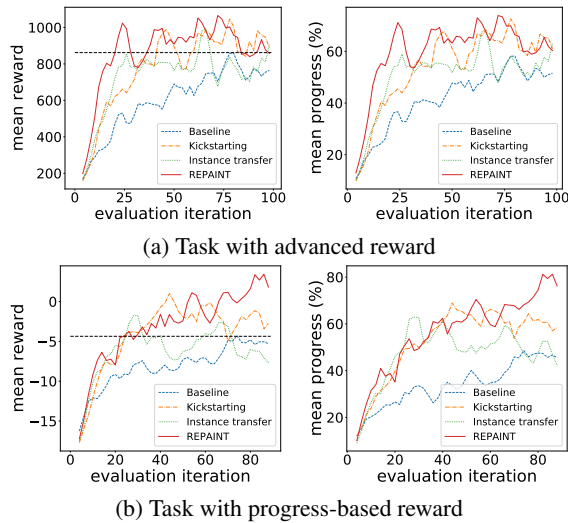 mean reward
1000
800
600
400
200
0
25
50
75
100
evaluation iteration
Baseline
Kickstarting
Instance transfer
REPAINT
mean progress (%)
60
40
20
0
25
50
75
100
evaluation iteration
Baseline
Kickstarting
Instance transfer
REPAINT
(a) Task with advanced reward
mean reward
0
−5
−10
−15
0
20
40
60
80
evaluation iteration
Baseline
Kickstarting
Instance transfer
REPAINT
mean progress (%)
80
60
40
20
0
20
40
60
80
evaluation iteration
Baseline
Kickstarting
Instance transfer
REPAINT
(b) Task with progress-based reward